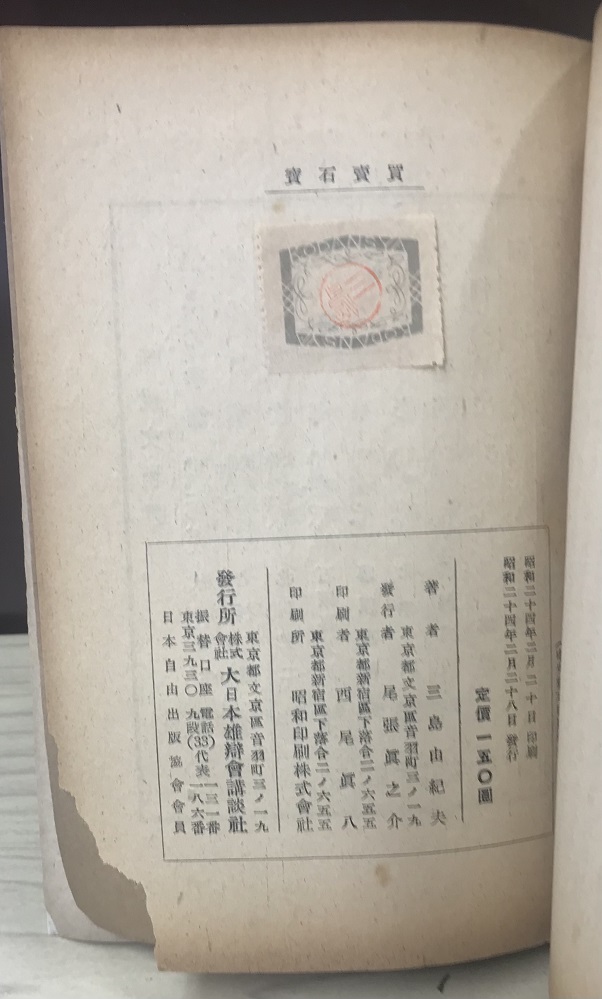 寶石賣買
KODANSYA
KODANSYA
昭和二十四年二月二十日 印刷
昭和二十四年二月二十八日 發行
定價 一五〇圓
著者 三島由紀夫
東京都文京區音羽町三ノ一九
發行者 尾張眞之介
東京都新宿區下落合二ノ六五五
印刷者 西尾眞八
東京都新宿區下落合二ノ六五五
印刷所 昭和印刷株式會社
東京都文京區音羽町三ノ一九
發行所 株式會社 大日本雄辯會講談社
電話九段(33)代表 一三一番 一八六番
振替口座 東京三九三〇
日本自由出版協會會員